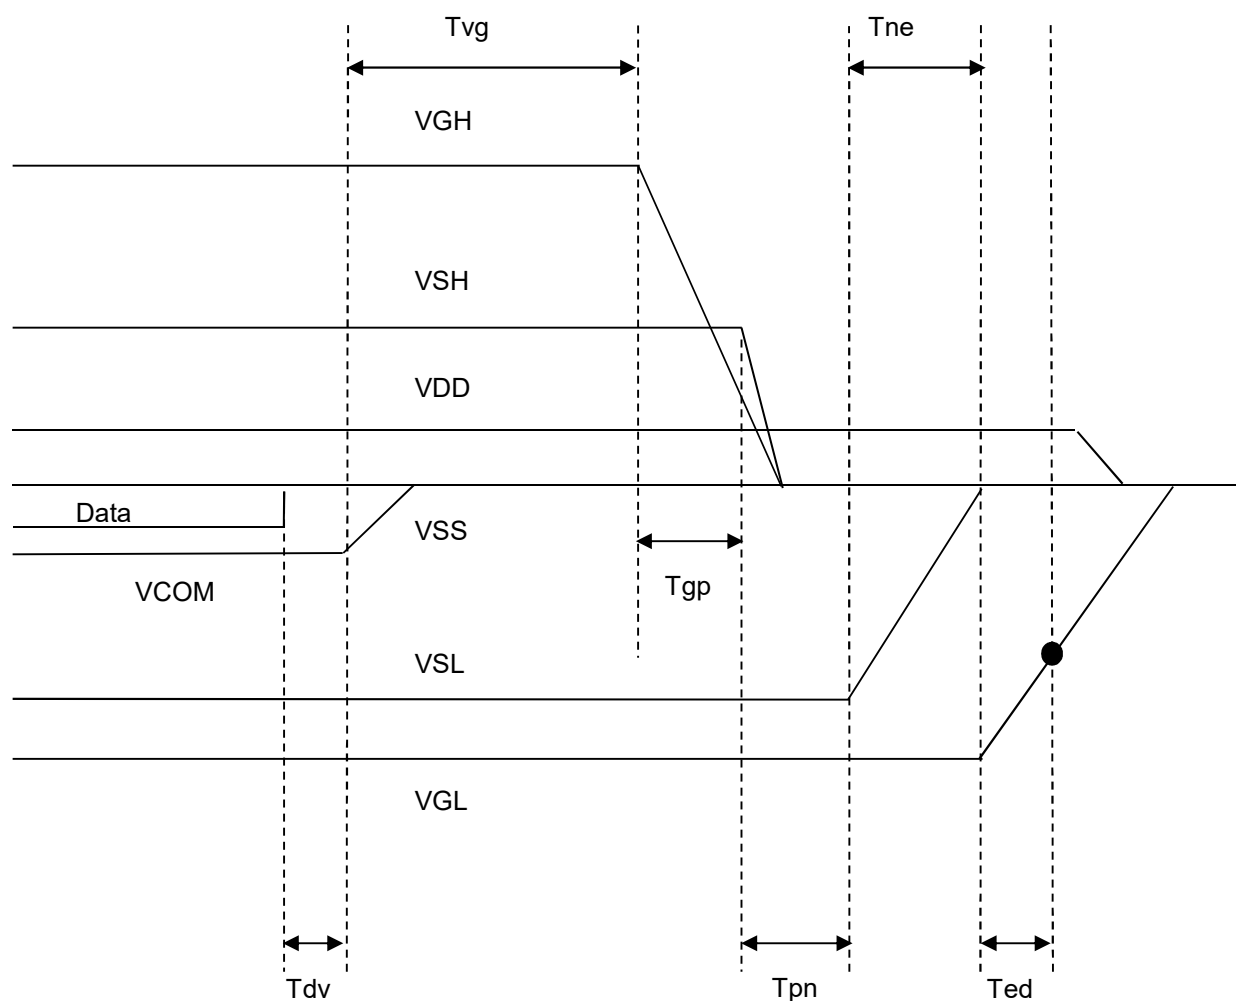 Tvg
Tne
VGH
VSH
VDD
Data
VSS
VCOM
Tgp
VSL
VGL
Tdv
Tpn
Ted